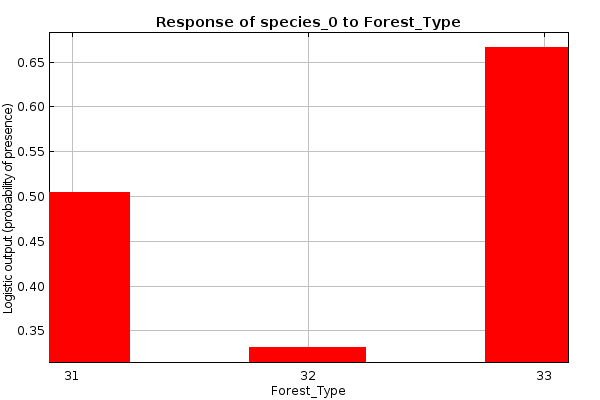 Response of species_0 to Forest_Type
Logistic output (probability of presence)
0.65
0.60
0.55
0.50
0.45
0.40
0.35
31 32 33
Forest_Type